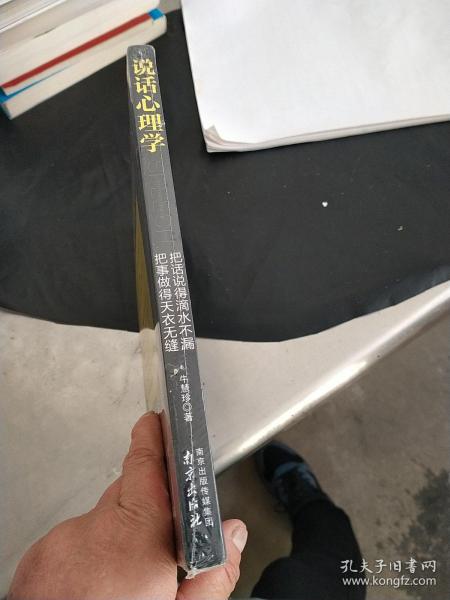 说话心理学
把话说得滴水不漏
把事做得天衣无缝
牛慧珍◎著
南京出版传媒集团
南京出版社
孔夫子旧书网
www.kongfz.com